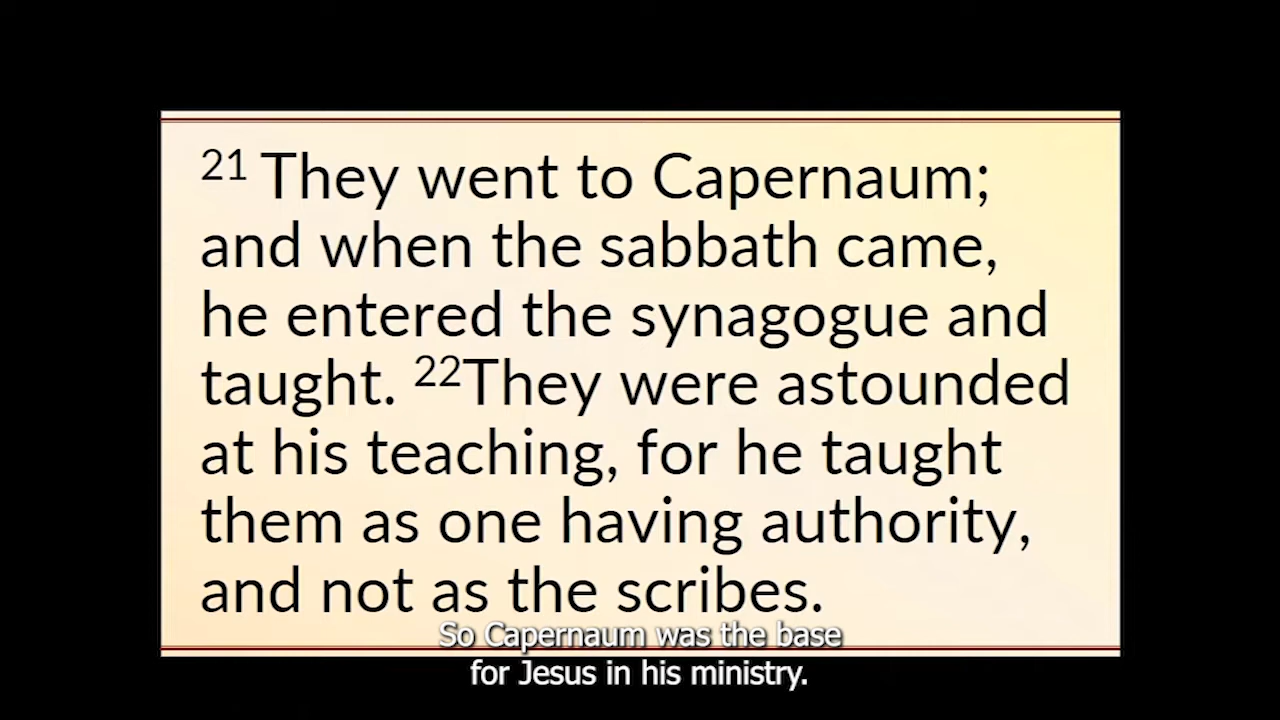 21 They went to Capernaum;
and when the sabbath came,
he entered the synagogue and
taught. 22They were astounded
at his teaching, for he taught
them as one having authority,
and not as the scribes.
So Capernaum was the base
for Jesus in his ministry.